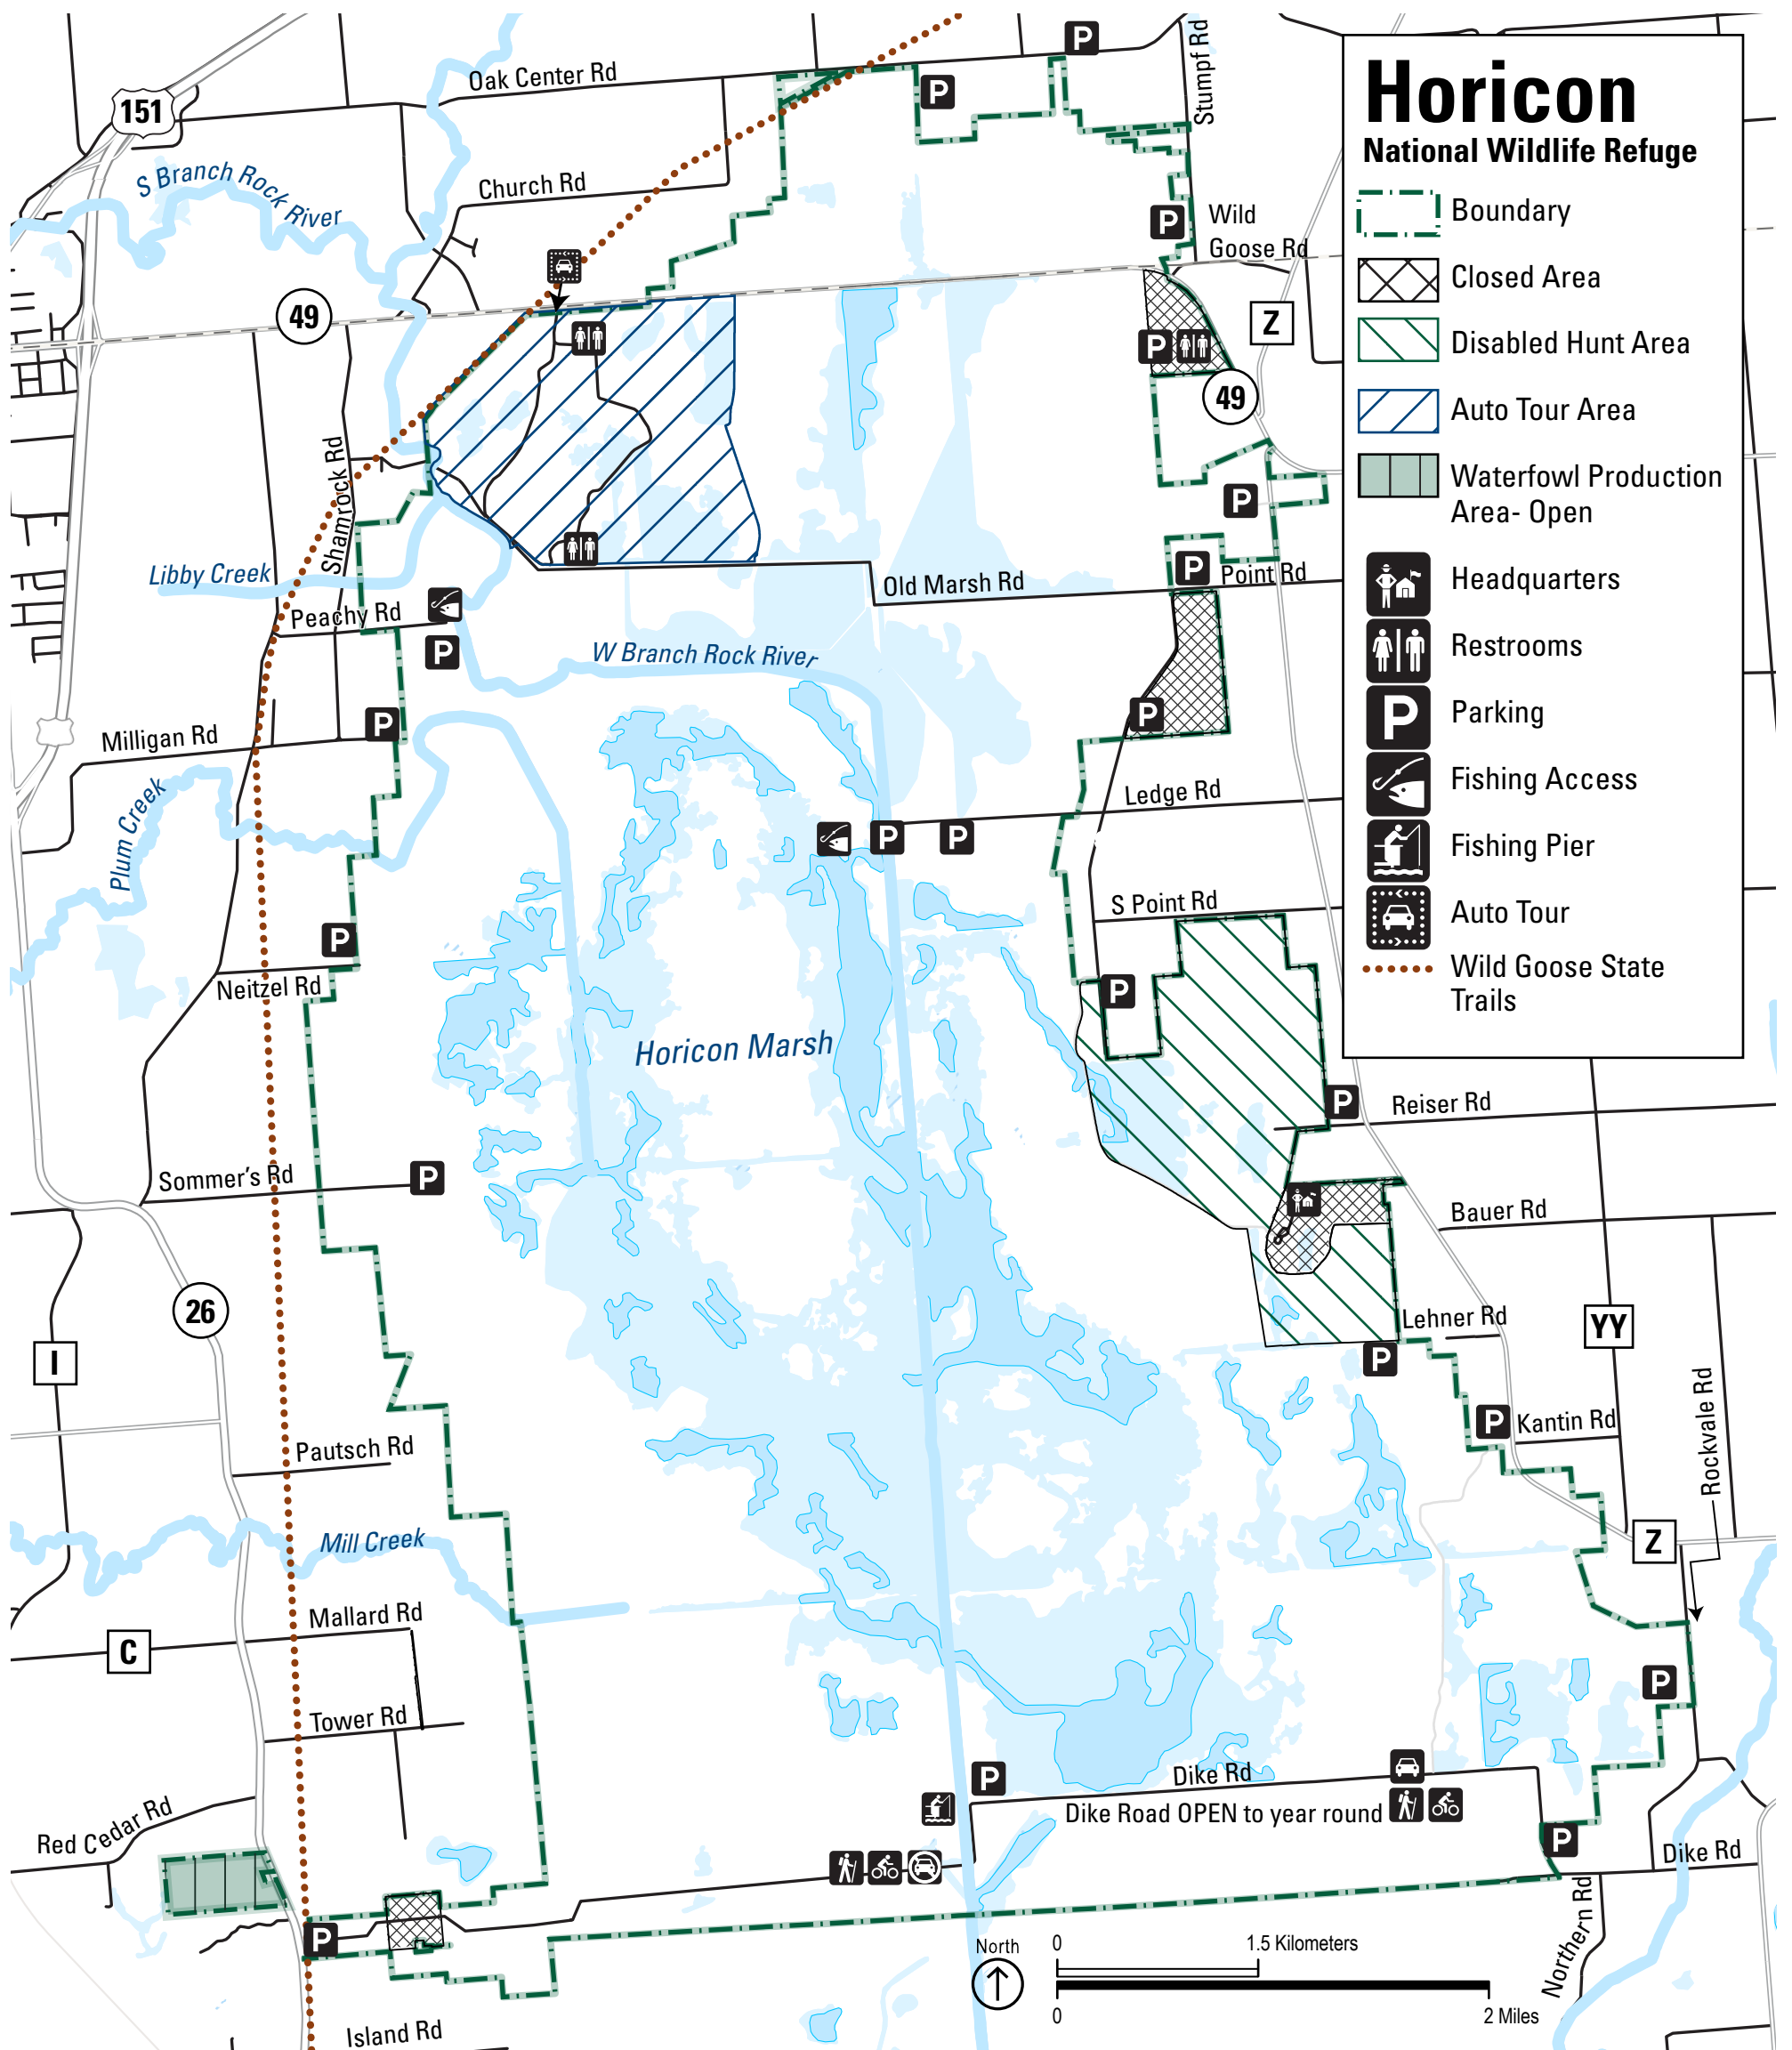 Horicon
National Wildlife Refuge
Boundary
Closed Area
Disabled Hunt Area
Auto Tour Area
Waterfowl Production
Area- Open
Headquarters
Restrooms
P
Parking
Fishing Access
Fishing Pier
Auto Tour
Wild Goose State
Trails
P
Oak Center Rd
Stumpf Rd
151
P
S Branch Rock River
Church Rd
P
Wild
Goose Rd
49
Z
P
49
Shamrock Rd
P
Libby Creek
Old Marsh Rd
P
Point Rd
Peachy Rd
P
W Branch Rock River
P
P
Milligan Rd
Ledge Rd
Plum Creek
P
P
S Point Rd
P
Neitzel Rd
P
Horicon Marsh
P
Reiser Rd
Sommer's Rd
P
Bauer Rd
26
Lehner Rd
YY
I
P
Rockvale Rd
P
Kantin Rd
Pautsch Rd
Mill Creek
Z
Mallard Rd
C
P
Tower Rd
P
Dike Rd
Dike Road OPEN to year round
Red Cedar Rd
P
Dike Rd
P
Northern Rd
North
0
1.5 Kilometers
0
2 Miles
Island Rd